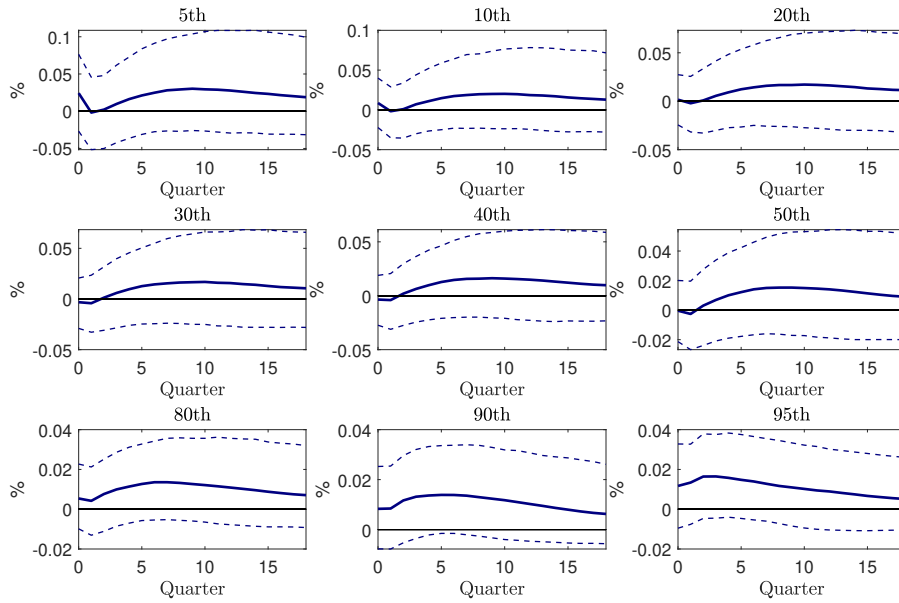 5th 10th 20th
0.1 0.1 0.05
0.05 0.05
% % %
0 0 0
-0.05 -0.05 -0.05
0 5 10 15 0 5 10 15 0 5 10 15
Quarter Quarter Quarter
30th 40th 50th
0.05 0.05 0.04
0.02
% % %
0 0 0
-0.02
-0.05 -0.05
0 5 10 15 0 5 10 15 0 5 10 15
Quarter Quarter Quarter
80th 90th 95th
0.04 0.04 0.04
0.02 0.02 0.02
% % %
0 0 0
-0.02 -0.02
0 5 10 15 0 5 10 15 0 5 10 15
Quarter Quarter Quarter